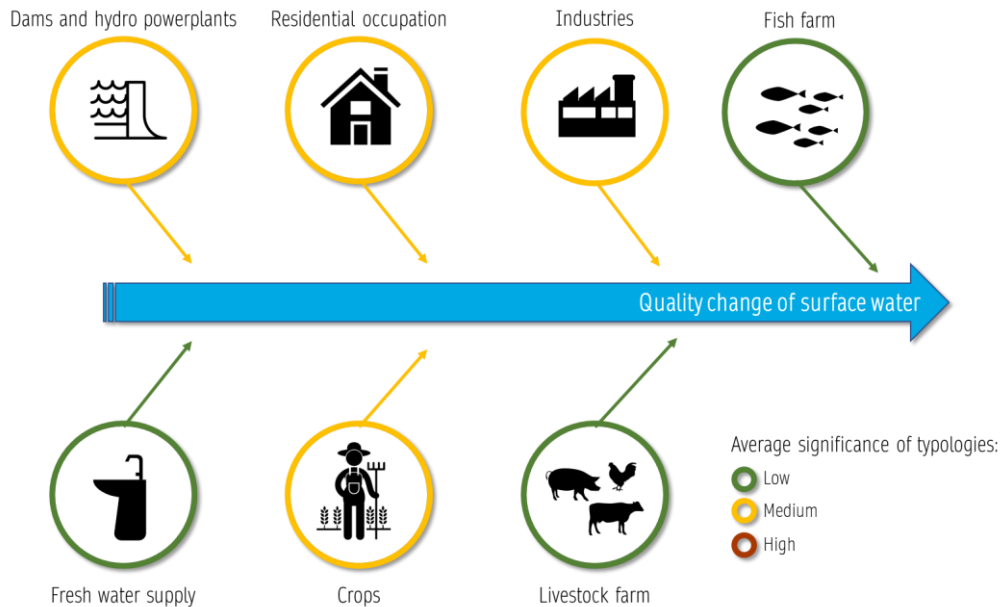 Dams and hydro powerplants
Residential occupation
Industries
Fish farm
Quality change of surface water
Average significance of typologies:
Low
Medium
High
Fresh water supply
Crops
Livestock farm